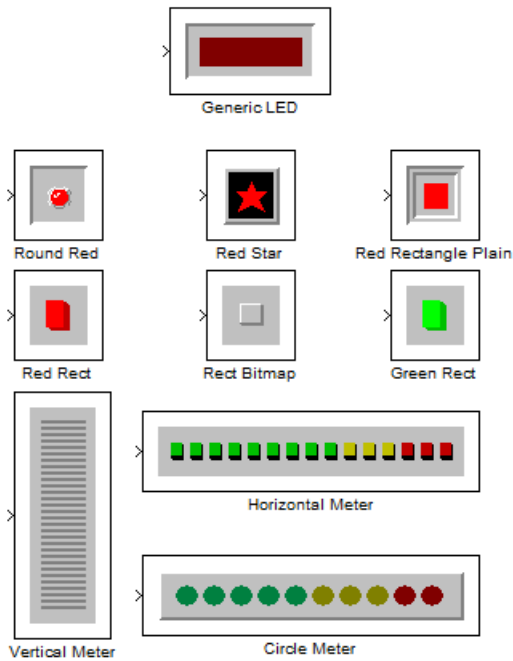 Generic LED
Round Red
Red Star
Red Rectangle Plain
Red Rect
Rect Bitmap
Green Rect
Horizontal Meter
Vertical Meter
Circle Meter